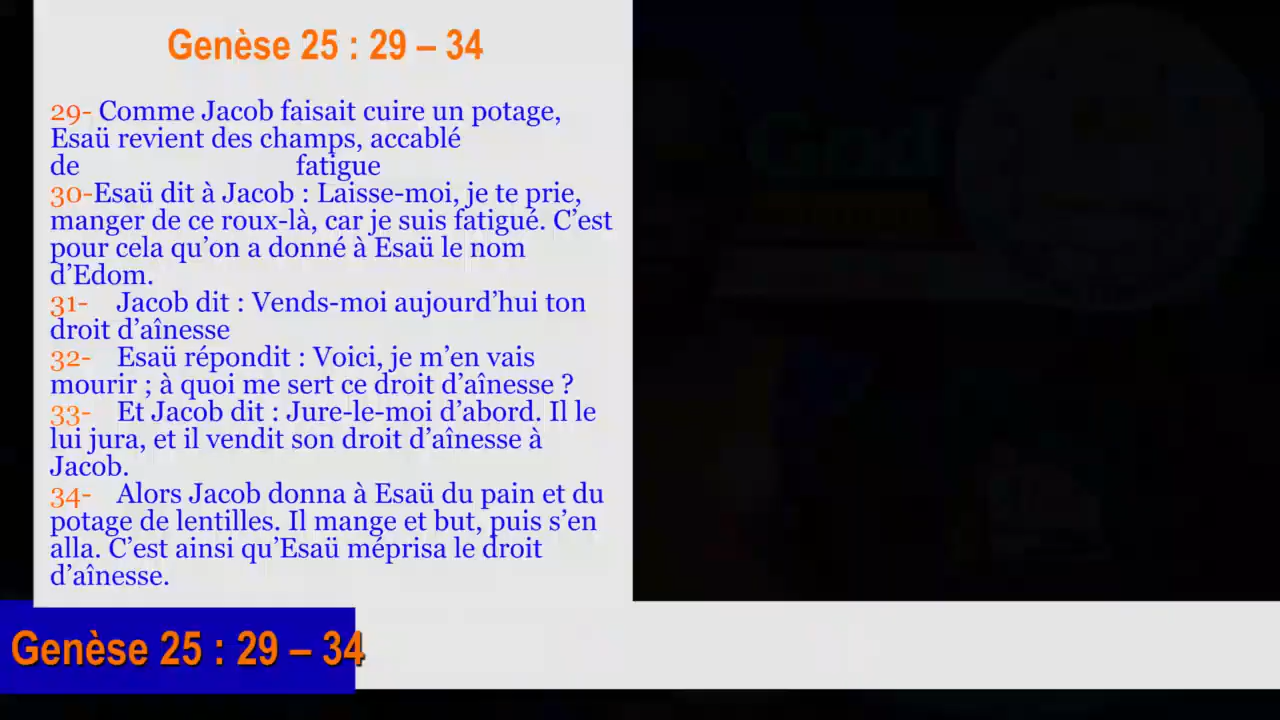 Genèse 25 : 29 – 34
29- Comme Jacob faisait cuire un potage,
Esaü revient des champs, accablé
de fatigue
30-Esaü dit à Jacob : Laisse-moi, je te prie,
manger de ce roux-là, car je suis fatigué. C’est
pour cela qu’on a donné à Esaü le nom
d’Edom.
31- Jacob dit : Vends-moi aujourd’hui ton
droit d’aînesse
32- Esaü répondit : Voici, je m’en vais
mourir ; à quoi me sert ce droit d’aînesse ?
33- Et Jacob dit : Jure-le-moi d’abord. Il le
lui jura, et il vendit son droit d’aînesse à
Jacob.
34- Alors Jacob donna à Esaü du pain et du
potage de lentilles. Il mange et but, puis s’en
alla. C’est ainsi qu’Esaü méprisa le droit
d’aînesse.
God
Genèse 25 : 29 – 34